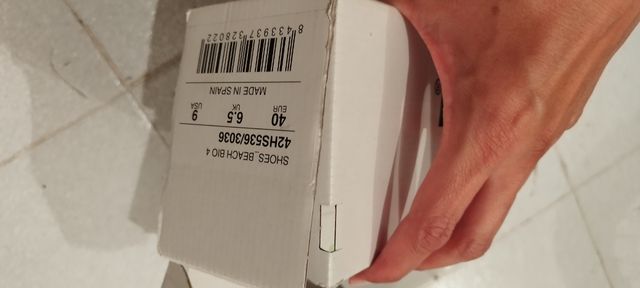 SHOES_BEACH BIO 4
42HS536/3036
40 6.5 9
EUR UK USA
MADE IN SPAIN
8 433937 328022
®